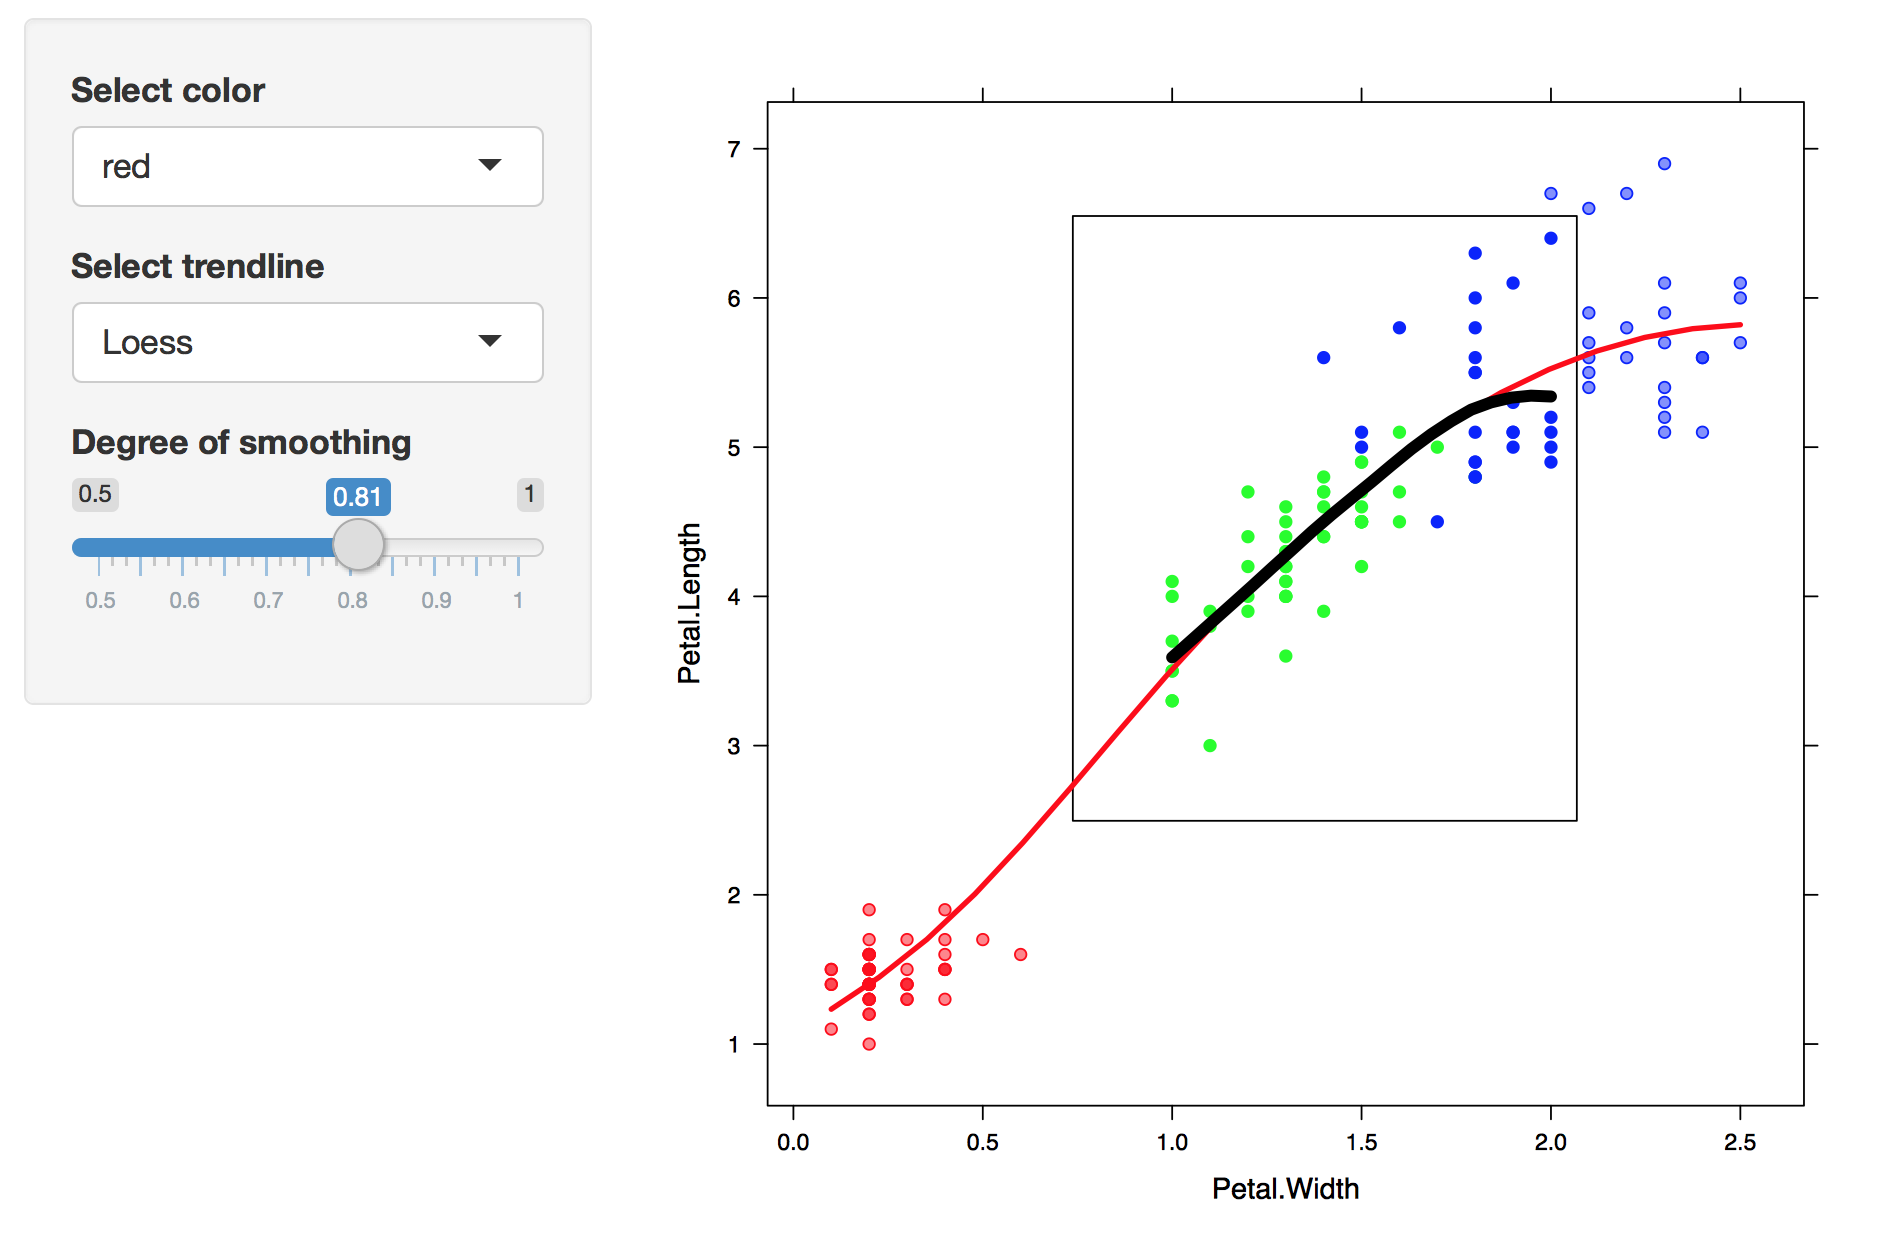 Select color
red
Select trendline
Loess
Degree of smoothing
0.5 0.81 1
0.5 0.6 0.7 0.8 0.9 1
7
6
5
4
3
2
1
Petal.Length
0.0 0.5 1.0 1.5 2.0 2.5
Petal.Width